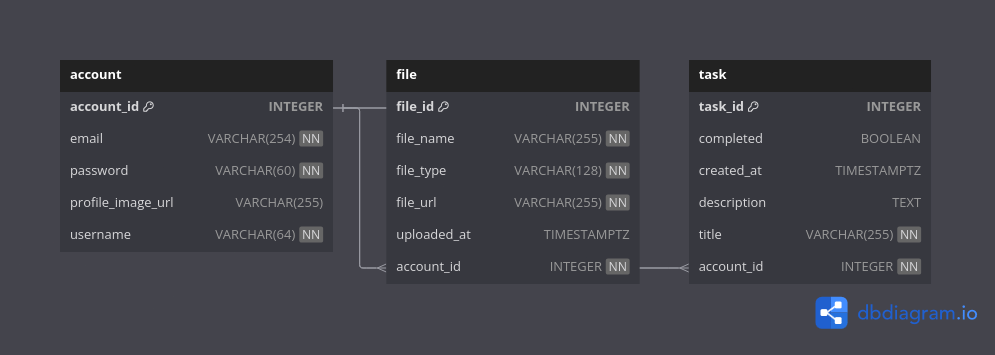 account
account_id INTEGER
email VARCHAR(254) NN
password VARCHAR(60) NN
profile_image_url VARCHAR(255)
username VARCHAR(64) NN
file
file_id INTEGER
file_name VARCHAR(255) NN
file_type VARCHAR(128) NN
file_url VARCHAR(255) NN
uploaded_at TIMESTAMPTZ
account_id INTEGER NN
task
task_id INTEGER
completed BOOLEAN
created_at TIMESTAMPTZ
description TEXT
title VARCHAR(255) NN
account_id INTEGER NN
dbdiagram.io